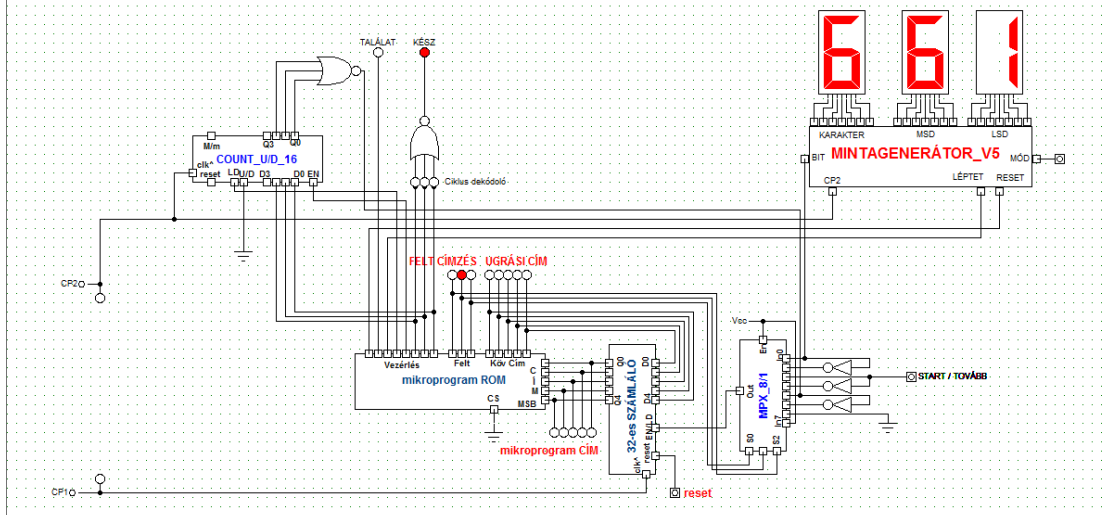 TALÁLAT
KÉSZ
6 6 1
KARAKTER
MSD
LSD
MINTAGENERÁTOR_V5
BIT
MÓD
CP2
LÉPTET
RESET
M/m
Q3
Q0
COUNT_U/D_16
clk^
reset
LD
U/D
D3
D0
EN
Ciklus dekódoló
FELT CÍMZÉS
UGRÁSI CÍM
CP2
Vezérlés
Felt
Köv Cím
mikroprogram ROM
C
Í
M
CS
MSB
mikroprogram CÍM
Q0
D0
32-es SZÁMLÁLÓ
Q4
D4
EN/LD
reset
clk^
reset
Vcc
En
In0
Out
MPX_8/1
In7
S0
S2
START / TOVÁBB
CP1